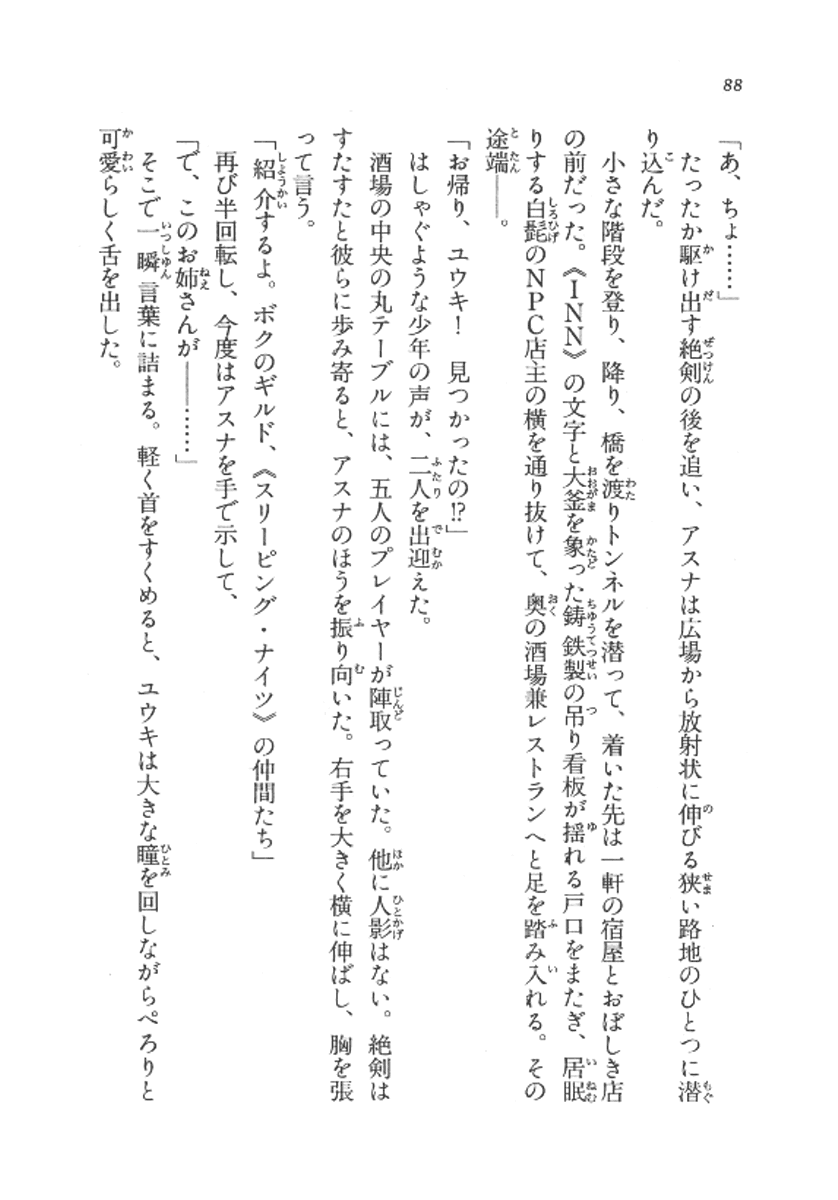 88
「あ、ちょ……」
たったか駆け出す絶剣の後を追い、アスナは広場から放射状に伸びる狭い路地のひとつに潜
り込んだ。
小さな階段を登り、降り、橋を渡りトンネルを潜って、着いた先は一軒の宿屋とおぼしき店
の前だった。《ＩＮＮ》の文字と大釜を象った鋳鉄製の吊り看板が揺れる戸口をまたぎ、居眠
りする白髭のＮＰＣ店主の横を通り抜けて、奥の酒場兼レストランへと足を踏み入れる。その
途端――。
「お帰り、ユウキ！　見つかったの!?」
はしゃぐような少年の声が、二人を出迎えた。
酒場の中央の丸テーブルには、五人のプレイヤーが陣取っていた。他に人影はない。絶剣は
すたすたと彼らに歩み寄ると、アスナのほうを振り向いた。右手を大きく横に伸ばし、胸を張
って言う。
「紹介するよ。ボクのギルド、《スリーピング・ナイツ》の仲間たち」
再び半回転し、今度はアスナを手で示して、
「で、このお姉さんが――……」
そこで一瞬言葉に詰まる。軽く首をすくめると、ユウキは大きな瞳を回しながらぺろりと
可愛らしく舌を出した。